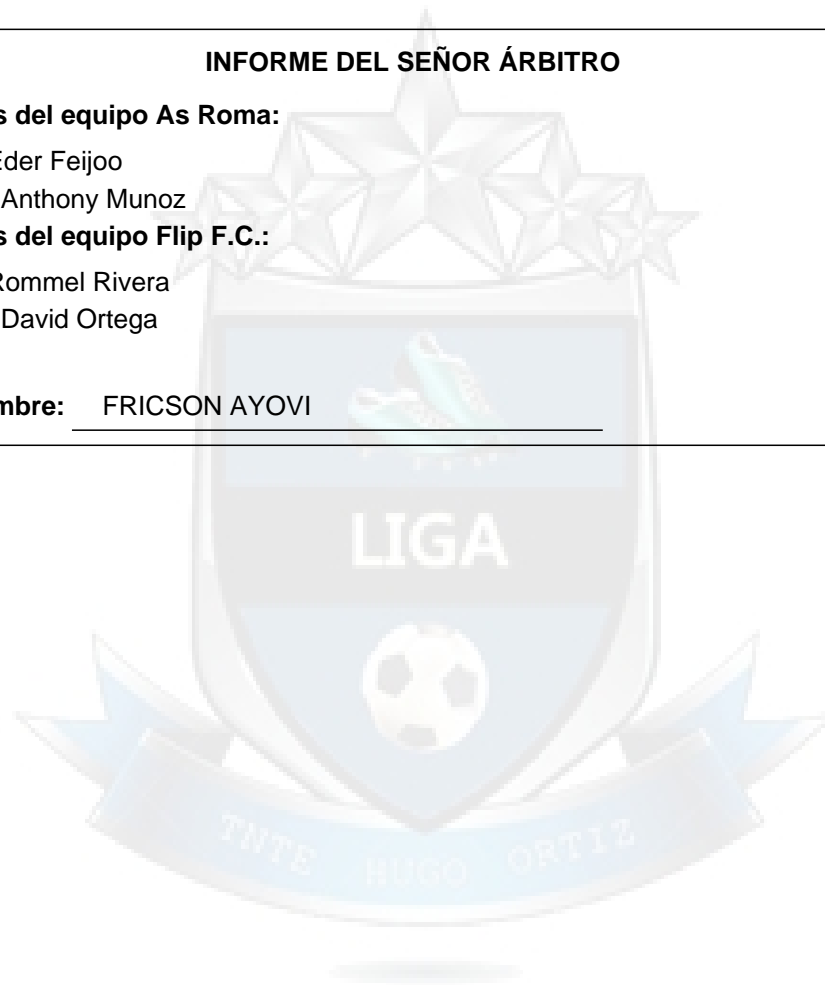 INFORME DEL SEÑOR ÁRBITRO
s del equipo As Roma:
Eder Feijoo
Anthony Munoz
s del equipo Flip F.C.:
Rommel Rivera
David Ortega
mbre: FRICSON AYOVI
LIGA
TNTE HUGO ORTIZ